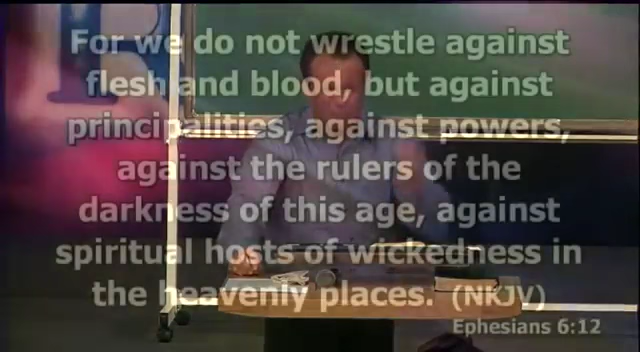 For we do not wrestle against
flesh and blood, but against
principalities, against powers,
against the rulers of the
darkness of this age, against
spiritual hosts of wickedness in
the heavenly places. (NKJV)
Ephesians 6:12